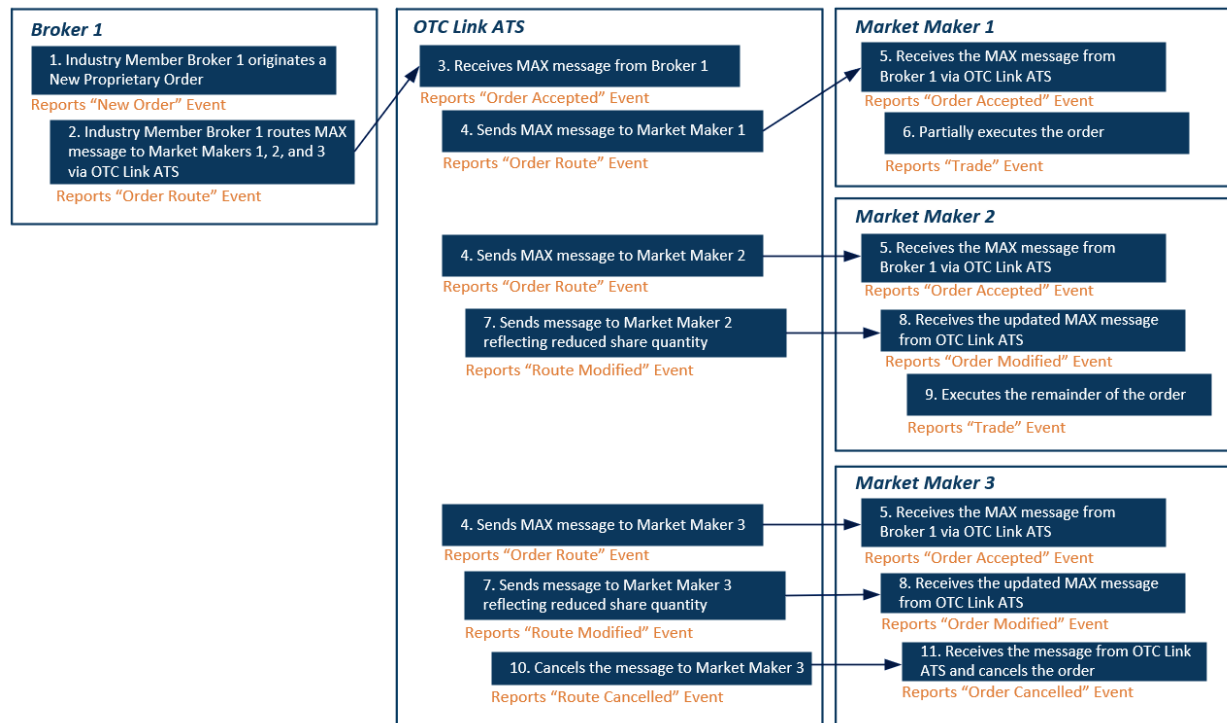 Broker 1
1. Industry Member Broker 1 originates a
New Proprietary Order
Reports “New Order” Event
2. Industry Member Broker 1 routes MAX
message to Market Makers 1, 2, and 3
via OTC Link ATS
Reports “Order Route” Event
OTC Link ATS
3. Receives MAX message from Broker 1
Reports “Order Accepted” Event
4. Sends MAX message to Market Maker 1
Reports “Order Route” Event
4. Sends MAX message to Market Maker 2
Reports “Order Route” Event
7. Sends message to Market Maker 2
reflecting reduced share quantity
Reports “Route Modified” Event
4. Sends MAX message to Market Maker 3
Reports “Order Route” Event
7. Sends message to Market Maker 3
reflecting reduced share quantity
Reports “Route Modified” Event
10. Cancels the message to Market Maker 3
Reports “Route Cancelled” Event
Market Maker 1
5. Receives the MAX message from
Broker 1 via OTC Link ATS
Reports “Order Accepted” Event
6. Partially executes the order
Reports “Trade” Event
Market Maker 2
5. Receives the MAX message from
Broker 1 via OTC Link ATS
Reports “Order Accepted” Event
8. Receives the updated MAX message
from OTC Link ATS
Reports “Order Modified” Event
9. Executes the remainder of the order
Reports “Trade” Event
Market Maker 3
5. Receives the MAX message from
Broker 1 via OTC Link ATS
Reports “Order Accepted” Event
8. Receives the updated MAX message
from OTC Link ATS
Reports “Order Modified” Event
11. Receives the message from OTC Link
ATS and cancels the order
Reports “Order Cancelled” Event